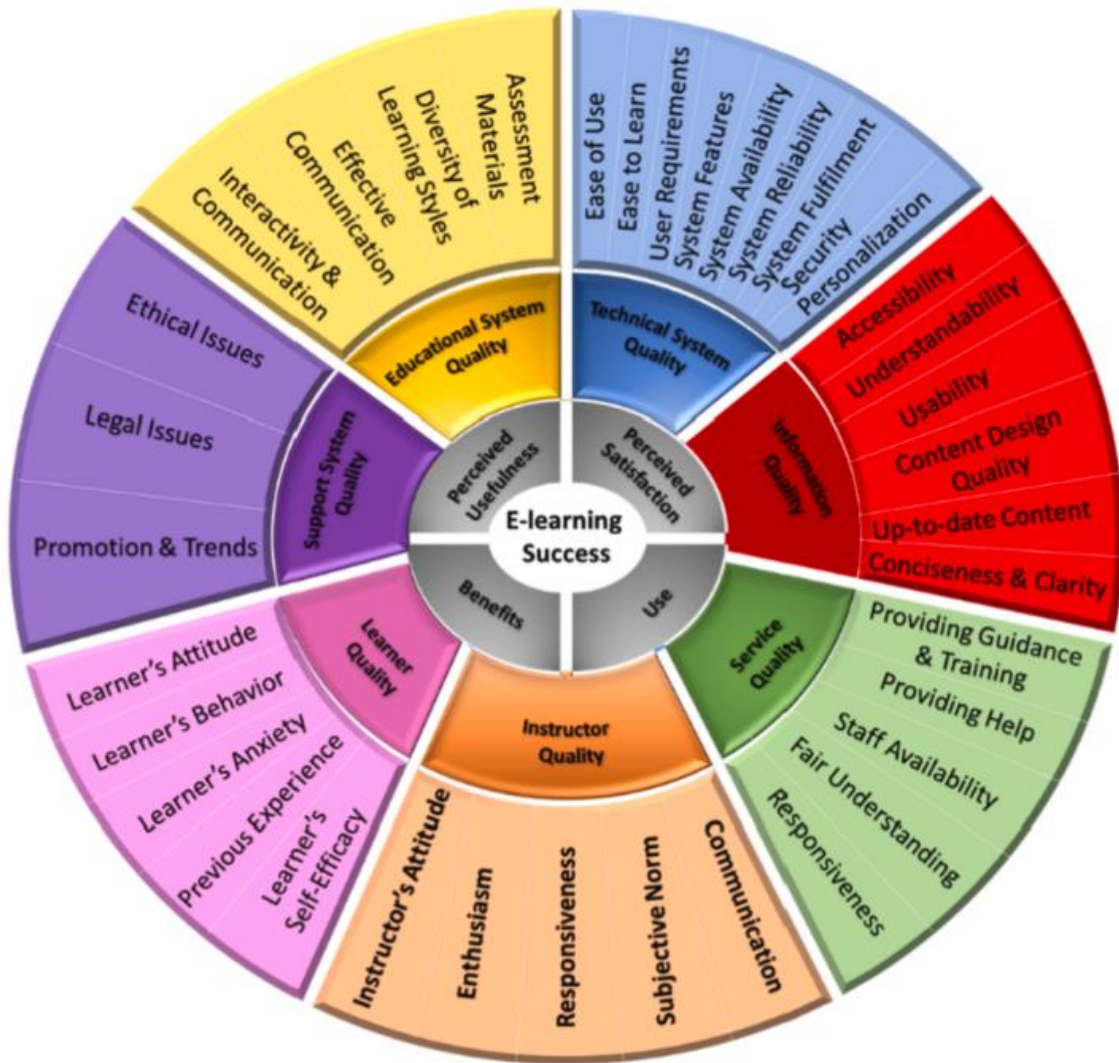 E-learning
Success
Perceived
Usefulness
Perceived
Satisfaction
Use
Benefits
Educational System
Quality
Interactivity &
Communication
Effective
Communication
Diversity of
Learning Styles
Assessment
Materials
Technical System
Quality
Ease of Use
Ease to Learn
User Requirements
System Features
System Availability
System Reliability
System Fulfilment
Security
Personalization
Information
Quality
Accessibility
Understandability
Usability
Content Design
Quality
Up-to-date Content
Conciseness & Clarity
Service
Quality
Providing Guidance
& Training
Providing Help
Staff Availability
Fair Understanding
Responsiveness
Instructor
Quality
Instructor's Attitude
Enthusiasm
Responsiveness
Subjective Norm
Communication
Learner
Quality
Learner's Attitude
Learner's Behavior
Learner's Anxiety
Previous Experience
Learner's
Self-Efficacy
Support System
Quality
Ethical Issues
Legal Issues
Promotion & Trends